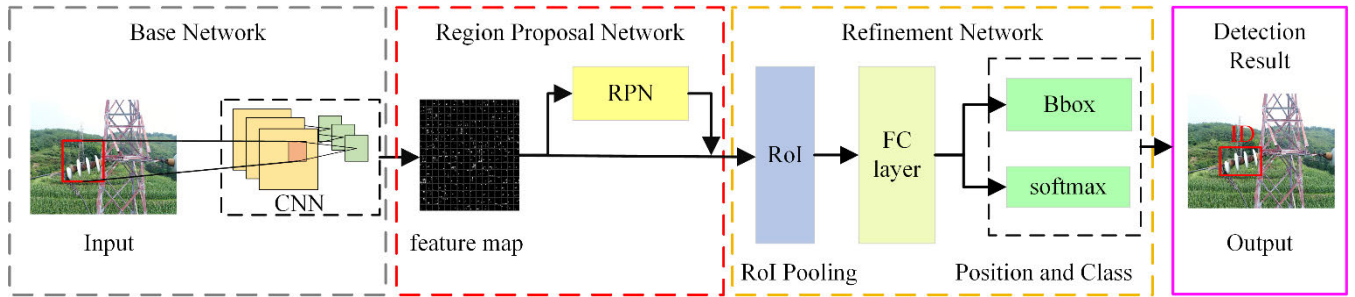 Base Network
Input
CNN
Region Proposal Network
feature map
RPN
Refinement Network
RoI
RoI Pooling
FC
layer
Bbox
softmax
Position and Class
Detection
Result
ID
Output